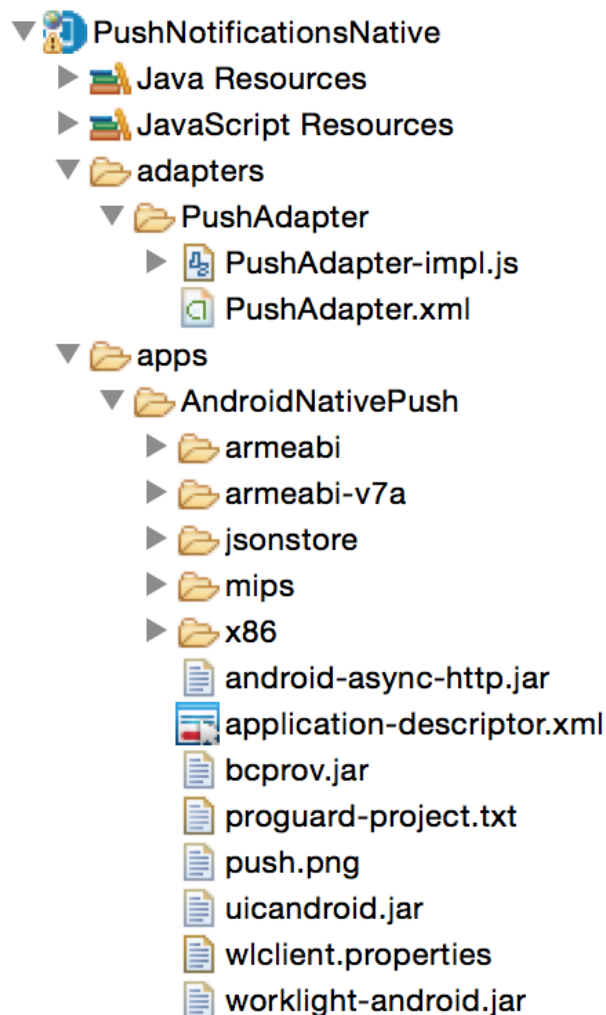 PushNotificationsNative
Java Resources
JavaScript Resources
adapters
PushAdapter
PushAdapter-impl.js
PushAdapter.xml
apps
AndroidNativePush
armeabi
armeabi-v7a
jsonstore
mips
x86
android-async-http.jar
application-descriptor.xml
bcprov.jar
proguard-project.txt
push.png
uicandroid.jar
wlclient.properties
worklight-android.jar